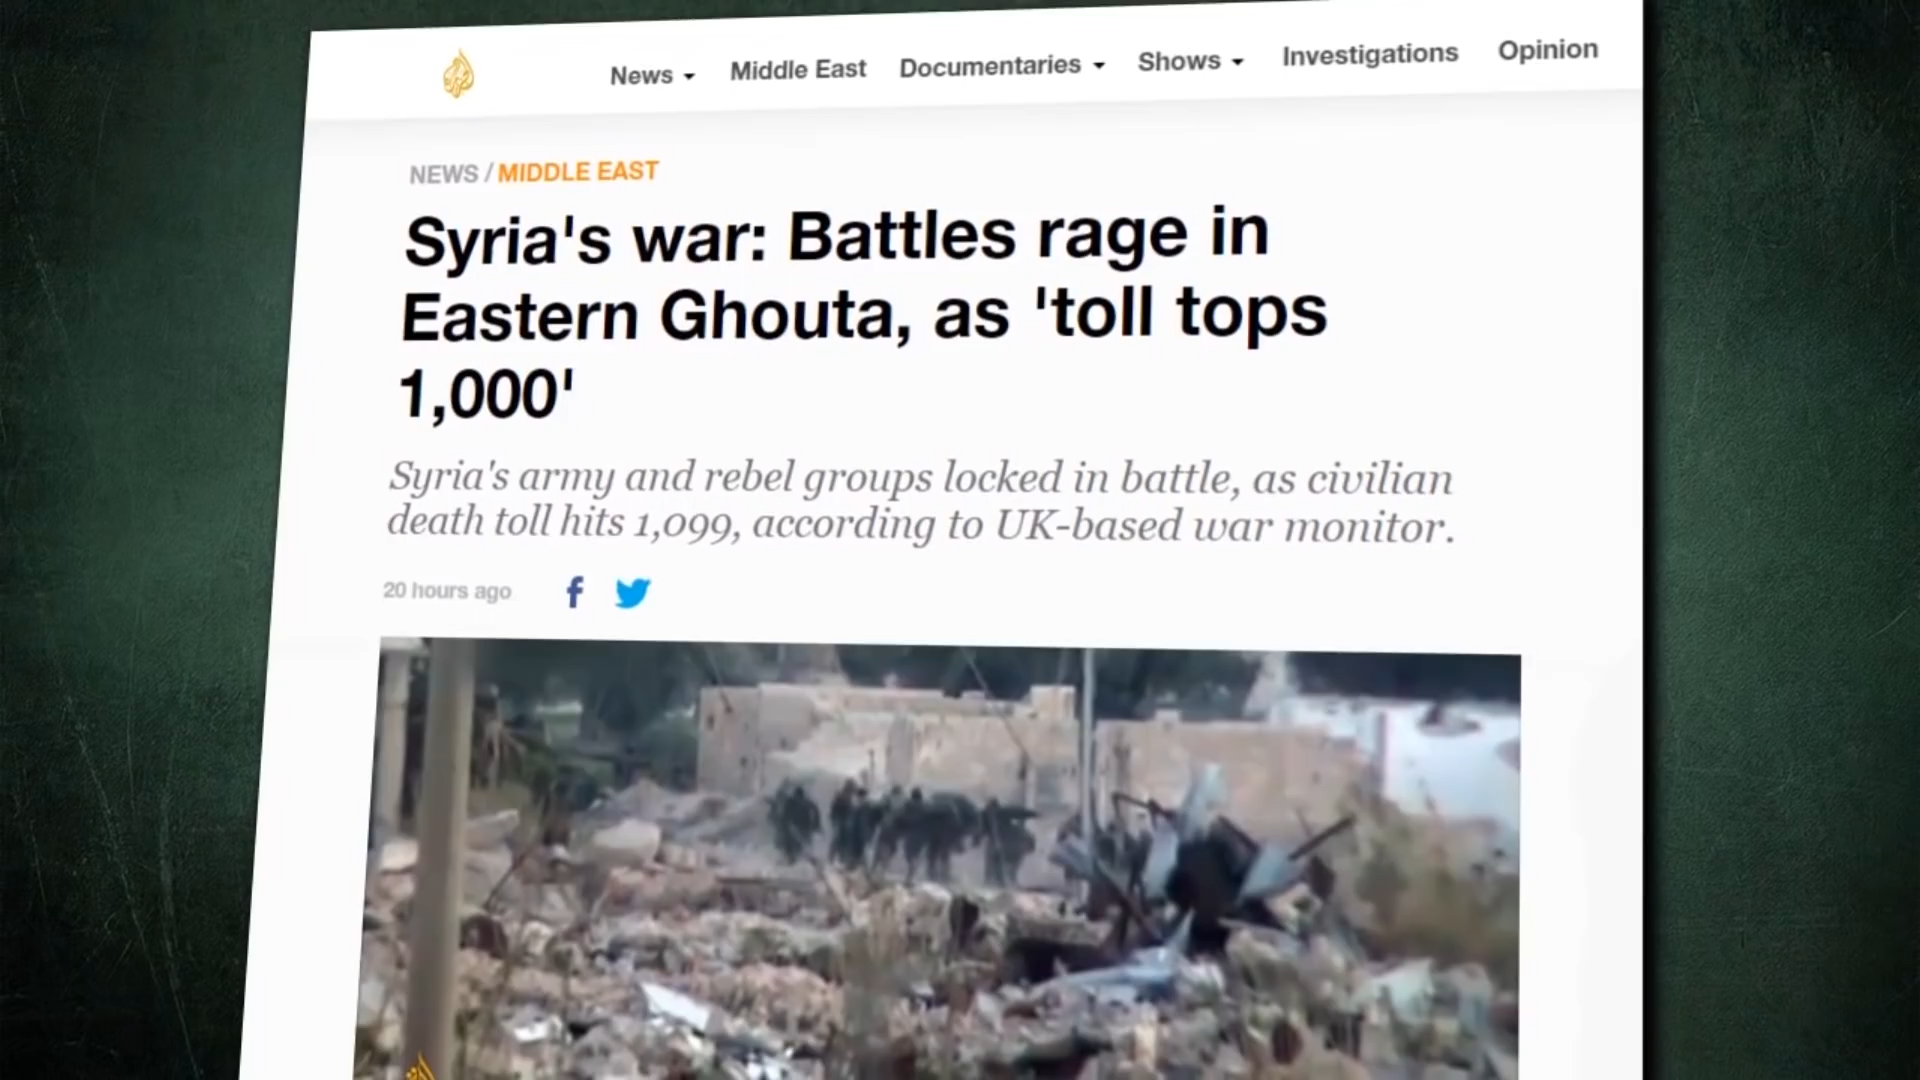 News Middle East Documentaries Shows Investigations Opinion
NEWS / MIDDLE EAST
Syria's war: Battles rage in
Eastern Ghouta, as 'toll tops
1,000'
Syria's army and rebel groups locked in battle, as civilian
death toll hits 1,099, according to UK-based war monitor.
20 hours ago